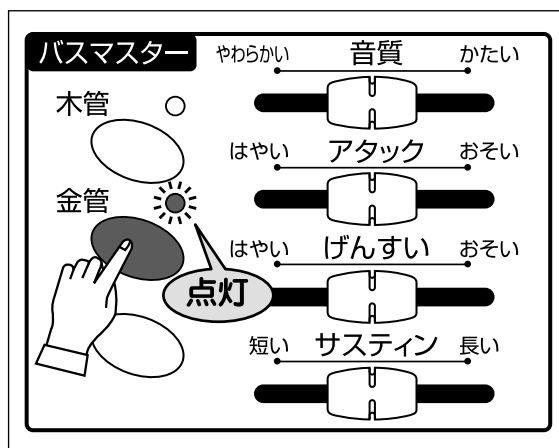 バスマスター
木管
金管
点灯
やわらかい 音質 かたい
はやい アタック おそい
はやい げんすい おそい
短い サスティン 長い